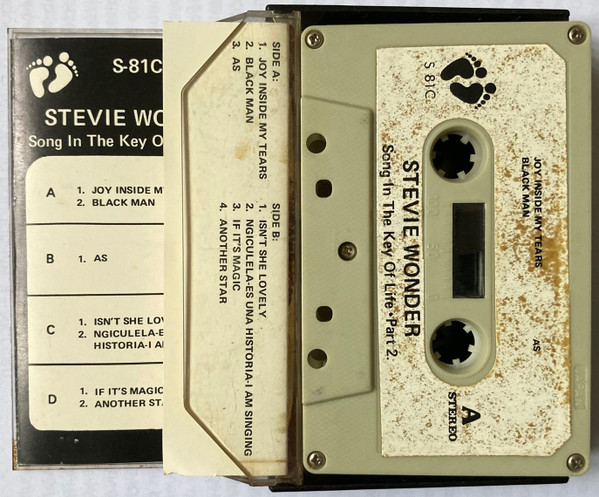 S-81C
STEVIE WO
Song In The Key O
A
1. JOY INSIDE M
2. BLACK MAN
B
1. AS
C
1. ISN'T SHE LOV
2. NGICULELA-ES
HISTORIA-I A
D
1. IF IT'S MAGIC
2. ANOTHER ST
SIDE A:
1. JOY INSIDE MY TEARS
2. BLACK MAN
3. AS
SIDE B:
1. ISN'T SHE LOVELY
2. NGICULELA-ES UNA HISTORIA-I AM SINGING
3. IF IT'S MAGIC
4. ANOTHER STAR
S 81C
JOY INSIDE MY TEARS
BLACK MAN
AS
STEVIE WONDER
Song In The Key Of Life •Part 2.
A
STEREO